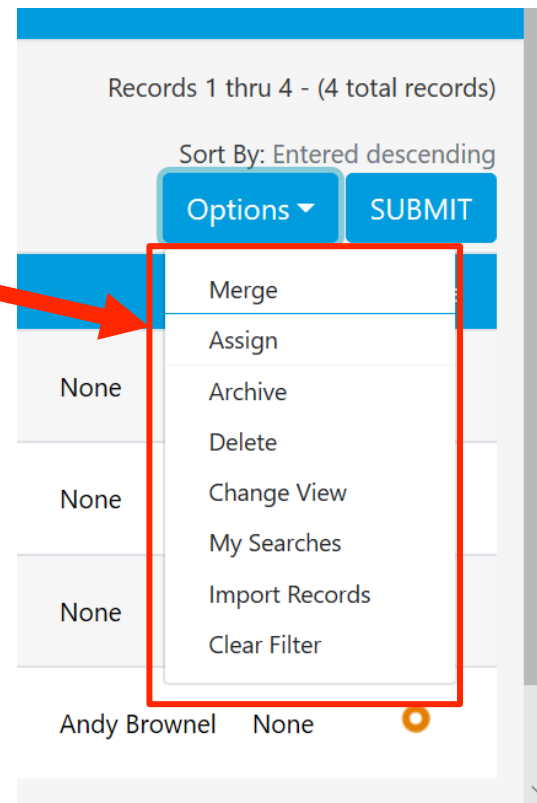 Records 1 thru 4 - (4 total records)
Sort By: Entered descending
Options SUBMIT
Merge
Assign
None
Archive
Delete
None
Change View
My Searches
None
Import Records
Clear Filter
Andy Brownel None